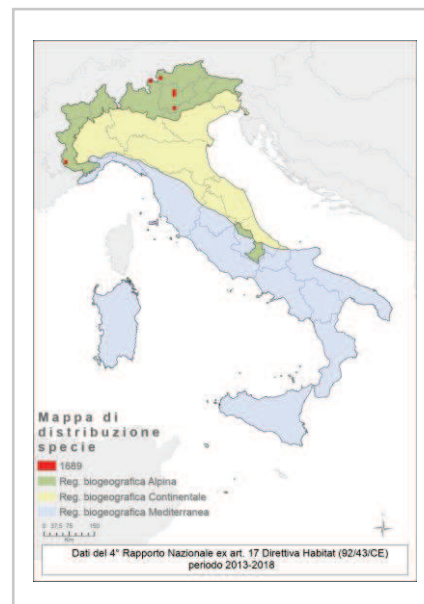 Mappa di
distribuzione
specie
1689
Reg. biogeografica Alpina
Reg. biogeografica Continentale
Reg. biogeografica Mediterranea
0 37,5 75 150
Km
Dati del 4° Rapporto Nazionale ex art. 17 Direttiva Habitat (92/43/CE)
periodo 2013-2018